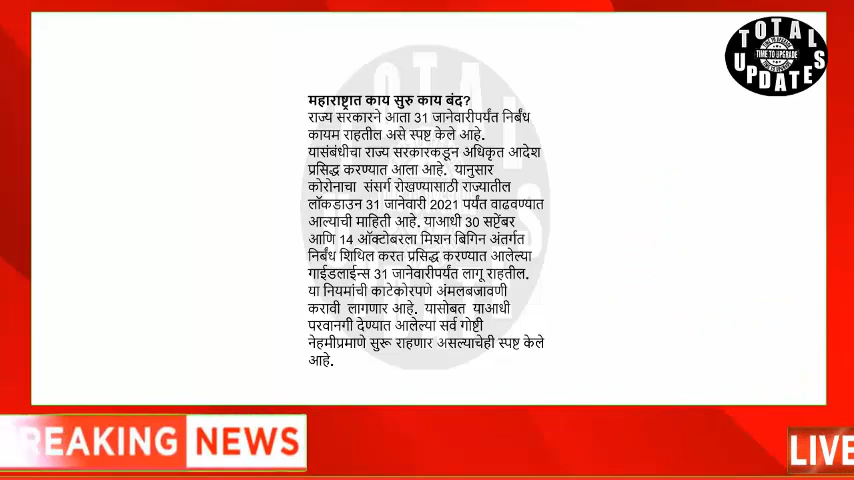 TOTAL UPDATES
TIME TO UPGRADE
महाराष्ट्रात काय सुरु काय बंद?
राज्य सरकारने आता 31 जानेवारीपर्यंत निर्बंध
कायम राहतील असे स्पष्ट केले आहे.
यासंबंधीचा राज्य सरकारकडून अधिकृत आदेश
प्रसिद्ध करण्यात आला आहे. यानुसार
कोरोनाचा संसर्ग रोखण्यासाठी राज्यातील
लॉकडाउन 31 जानेवारी 2021 पर्यंत वाढवण्यात
आल्याची माहिती आहे. याआधी 30 सप्टेंबर
आणि 14 ऑक्टोबरला मिशन बिगिन अंतर्गत
निर्बंध शिथिल करत प्रसिद्ध करण्यात आलेल्या
गाईडलाईन्स 31 जानेवारीपर्यंत लागू राहतील.
या नियमांची काटेकोरपणे अंमलबजावणी
करावी लागणार आहे. यासोबत याआधी
परवानगी देण्यात आलेल्या सर्व गोष्टी
नेहमीप्रमाणे सुरू राहणार असल्याचेही स्पष्ट केले
आहे.
BREAKING NEWS
LIVE